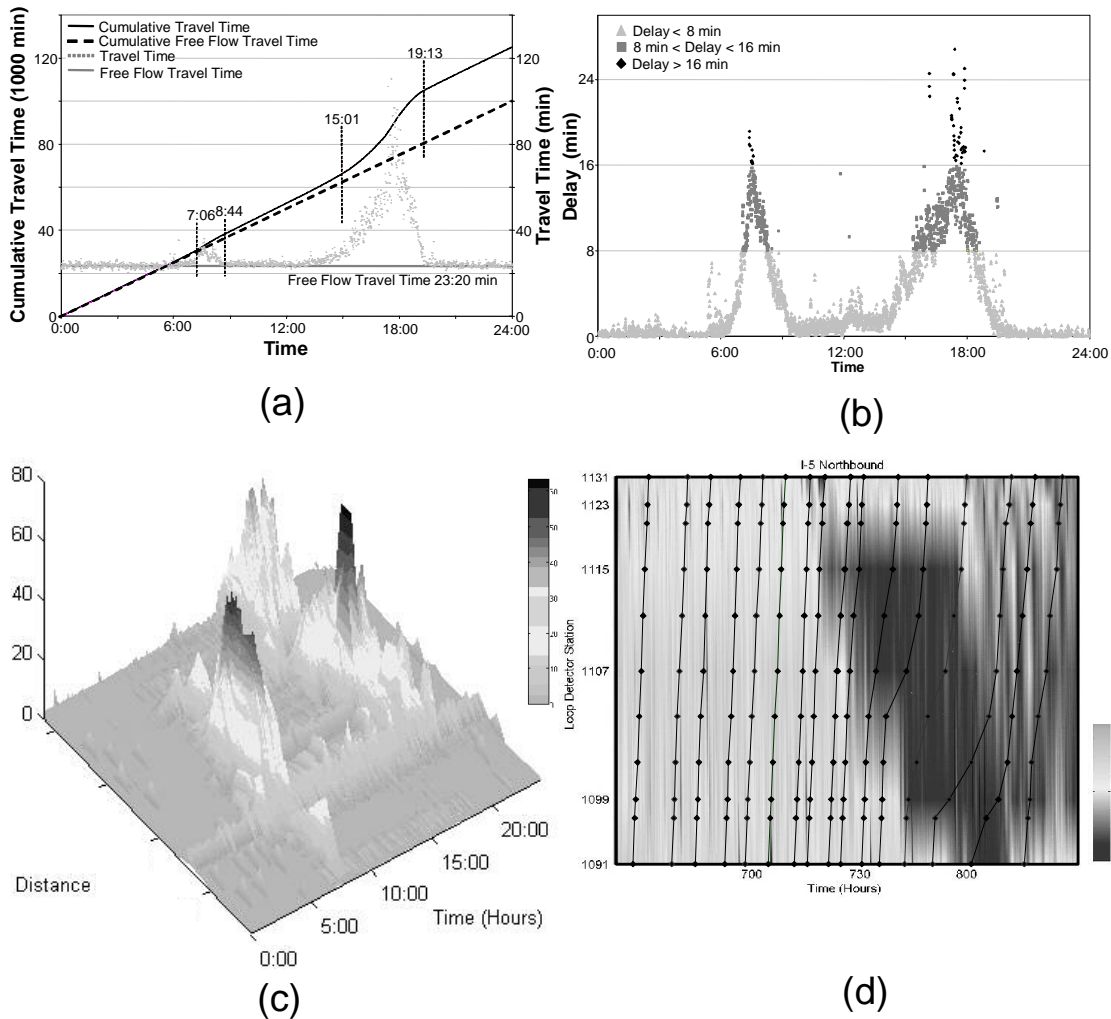 Cumulative Travel Time
Cumulative Free Flow Travel Time
Travel Time
Free Flow Travel Time
Cumulative Travel Time (1000 min)
120
80
40
0
Travel Time (min)
120
80
40
0
19:13
15:01
7:06
8:44
Free Flow Travel Time 23:20 min
0:00
6:00
12:00
18:00
24:00
Time
(a)
Delay < 8 min
8 min < Delay < 16 min
Delay > 16 min
Delay (min)
24
16
8
0
0:00
6:00
12:00
18:00
24:00
Time
(b)
80
60
40
20
0
50
40
30
20
10
0
Distance
0:00
5:00
10:00
15:00
20:00
Time (Hours)
(c)
I-5 Northbound
Loop Detector Station
1131
1123
1115
1107
1099
1091
700
730
800
Time (Hours)
(d)